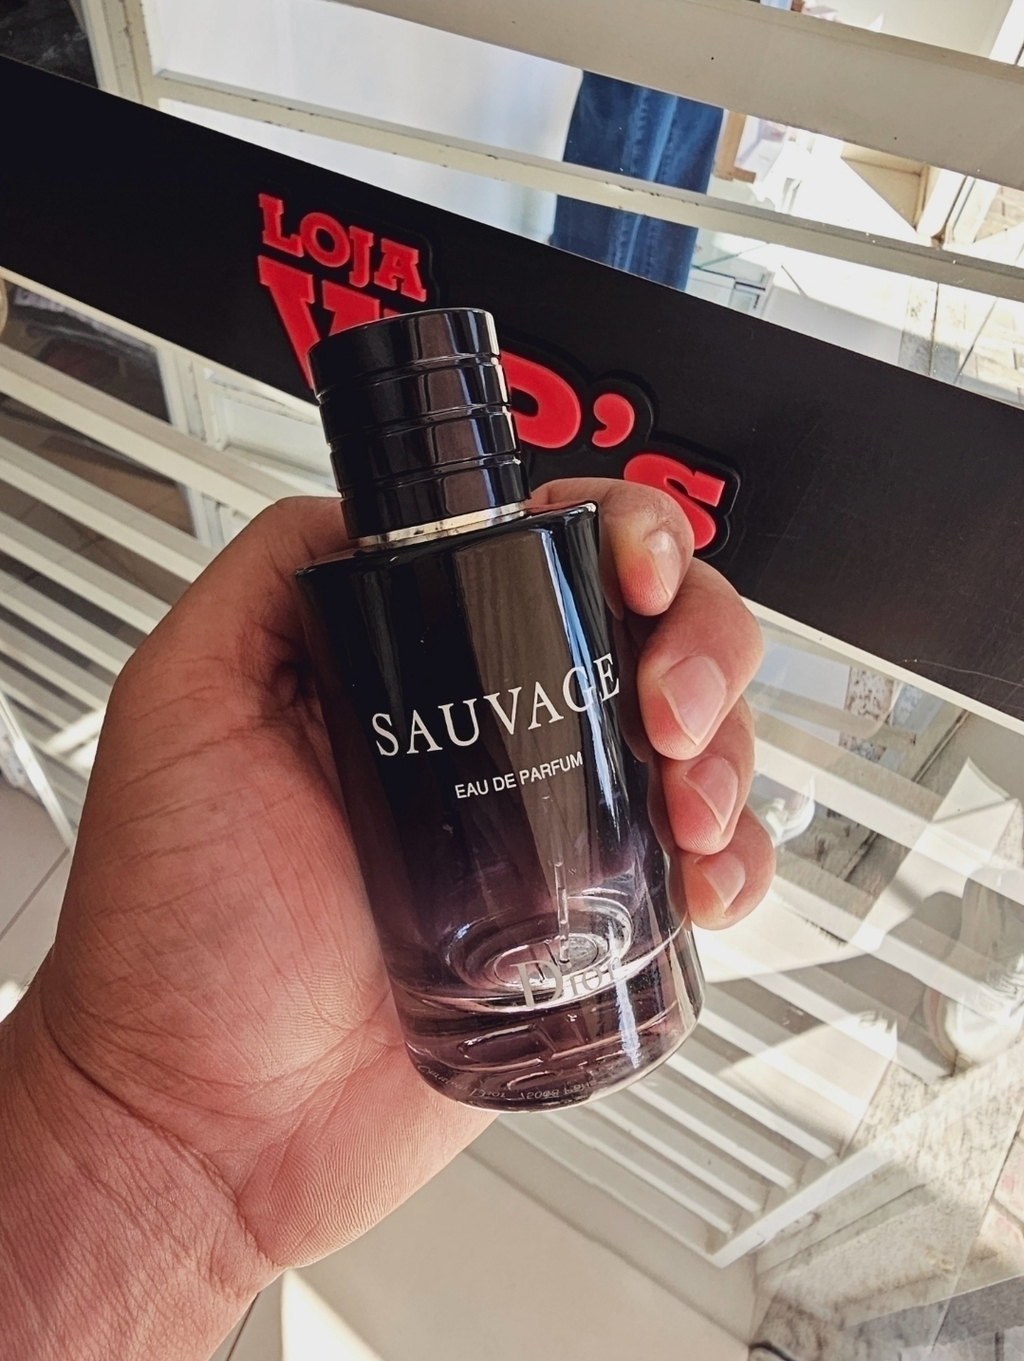 LOJA
V P's
SAUVAGE
EAU DE PARFUM
Dior